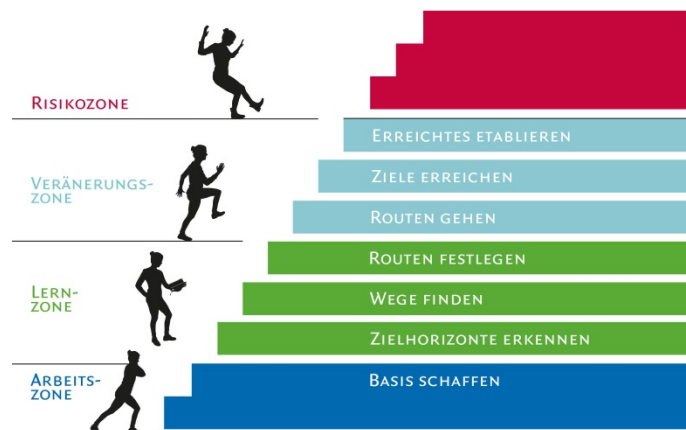 RISIKOZONE
ERREICHTES ETABLIEREN
VERÄNERUNGS-
ZONE
ZIELE ERREICHEN
ROUTEN GEHEN
ROUTEN FESTLEGEN
LERN-
ZONE
WEGE FINDEN
ZIELHORIZONTE ERKENNEN
ARBEITS-
ZONE
BASIS SCHAFFEN